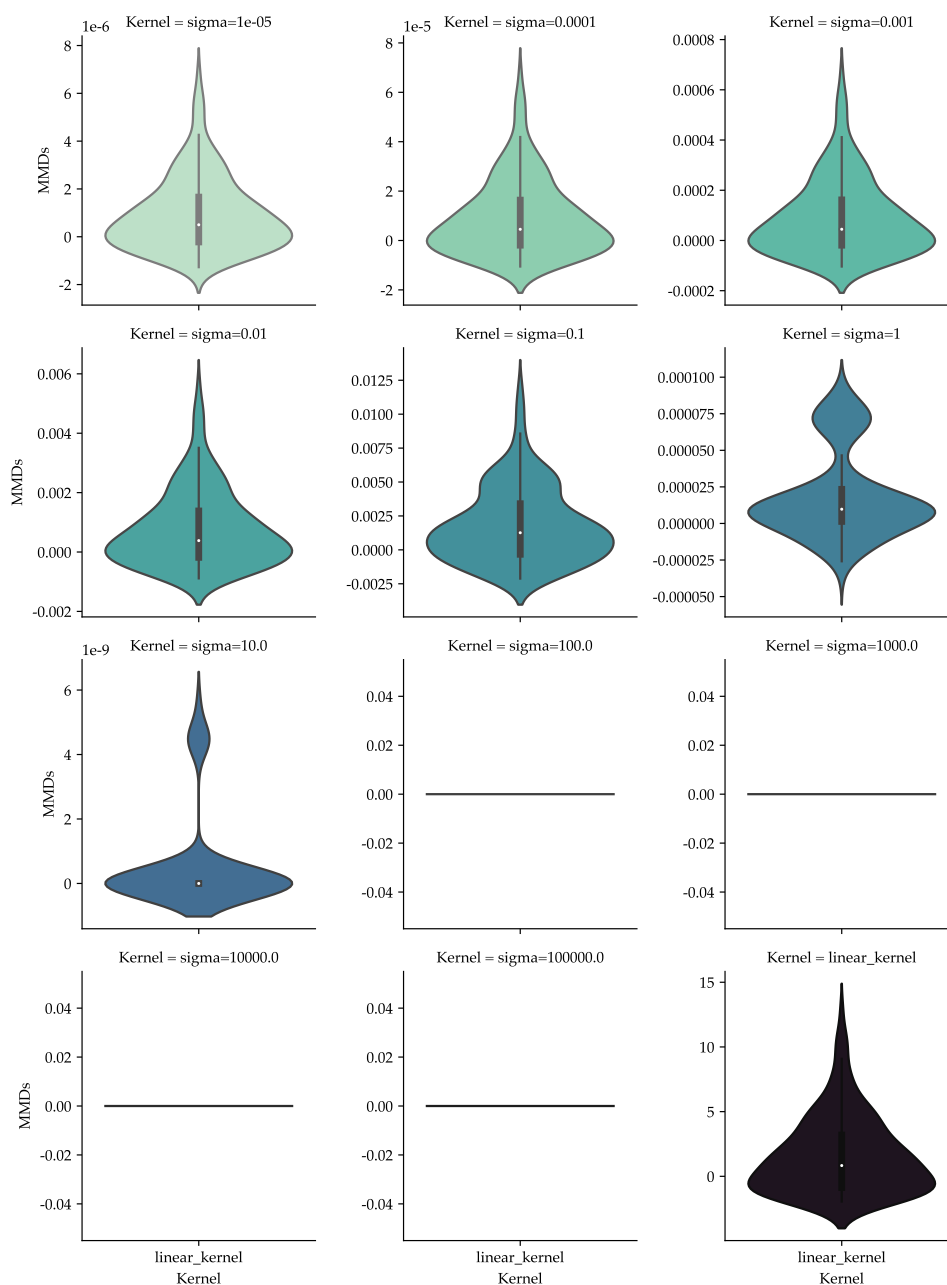 Kernel = sigma=1e-05
1e-6
8
6
4
2
0
-2
MMDs
Kernel = sigma=0.0001
1e-5
8
6
4
2
0
-2
Kernel = sigma=0.001
0.0008
0.0006
0.0004
0.0002
0.0000
-0.0002
Kernel = sigma=0.01
0.006
0.004
0.002
0.000
-0.002
MMDs
Kernel = sigma=0.1
0.0125
0.0100
0.0075
0.0050
0.0025
0.0000
-0.0025
Kernel = sigma=1
0.000100
0.000075
0.000050
0.000025
0.000000
-0.000025
-0.000050
Kernel = sigma=10.0
1e-9
6
4
2
0
MMDs
Kernel = sigma=100.0
0.04
0.02
0.00
-0.02
-0.04
Kernel = sigma=1000.0
0.04
0.02
0.00
-0.02
-0.04
Kernel = sigma=10000.0
0.04
0.02
0.00
-0.02
-0.04
MMDs
linear_kernel
Kernel
Kernel = sigma=100000.0
0.04
0.02
0.00
-0.02
-0.04
linear_kernel
Kernel
Kernel = linear_kernel
15
10
5
0
linear_kernel
Kernel